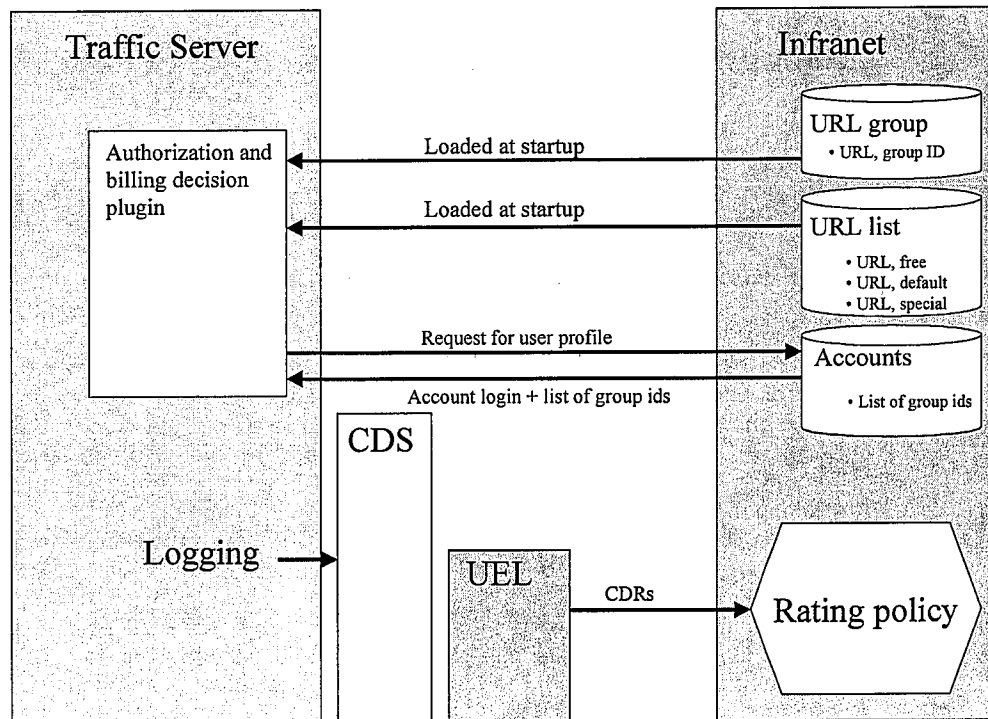 Traffic Server
Infranet
Authorization and
billing decision
plugin
Loaded at startup
URL group
• URL, group ID
Loaded at startup
URL list
• URL, free
• URL, default
• URL, special
Request for user profile
Accounts
Account login + list of group ids
• List of group ids
CDS
Logging
UEL
CDRs
Rating policy